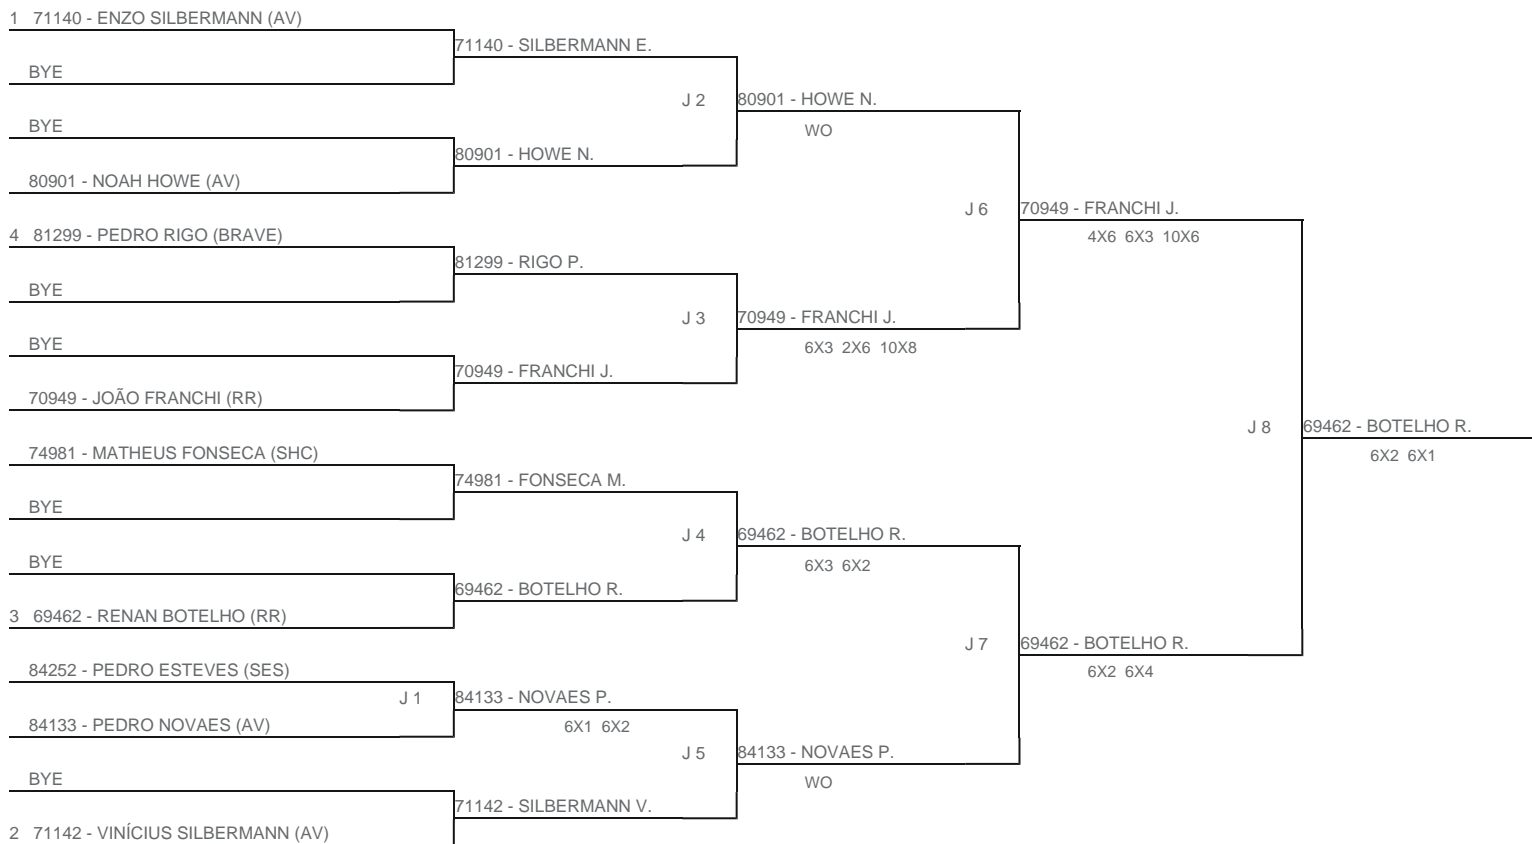 1 71140 - ENZO SILBERMANN (AV)
71140 - SILBERMANN E.
BYE
J 2
80901 - HOWE N.
WO
BYE
80901 - HOWE N.
80901 - NOAH HOWE (AV)
J 6
70949 - FRANCHI J.
4X6 6X3 10X6
4 81299 - PEDRO RIGO (BRAVE)
81299 - RIGO P.
BYE
J 3
70949 - FRANCHI J.
6X3 2X6 10X8
BYE
70949 - FRANCHI J.
70949 - JOÃO FRANCHI (RR)
J 8
69462 - BOTELHO R.
6X2 6X1
74981 - MATHEUS FONSECA (SHC)
74981 - FONSECA M.
BYE
J 4
69462 - BOTELHO R.
6X3 6X2
BYE
69462 - BOTELHO R.
3 69462 - RENAN BOTELHO (RR)
J 7
69462 - BOTELHO R.
6X2 6X4
84252 - PEDRO ESTEVES (SES)
J 1
84133 - NOVAES P.
6X1 6X2
84133 - PEDRO NOVAES (AV)
J 5
84133 - NOVAES P.
WO
BYE
71142 - SILBERMANN V.
2 71142 - VINÍCIUS SILBERMANN (AV)